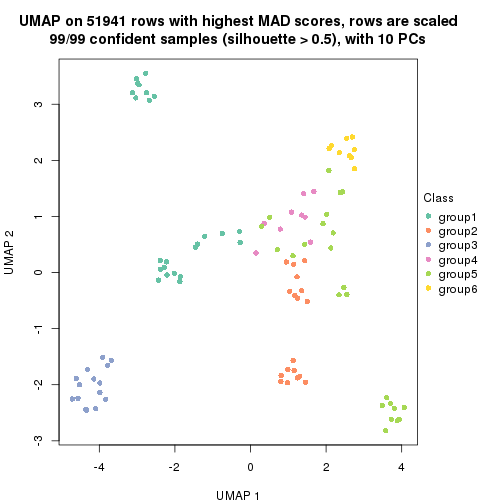 UMAP on 51941 rows with highest MAD scores, rows are scaled
99/99 confident samples (silhouette > 0.5), with 10 PCs
3
2
1
0
-1
-2
-3
UMAP 2
-4
-2
0
2
4
UMAP 1
Class
group1
group2
group3
group4
group5
group6